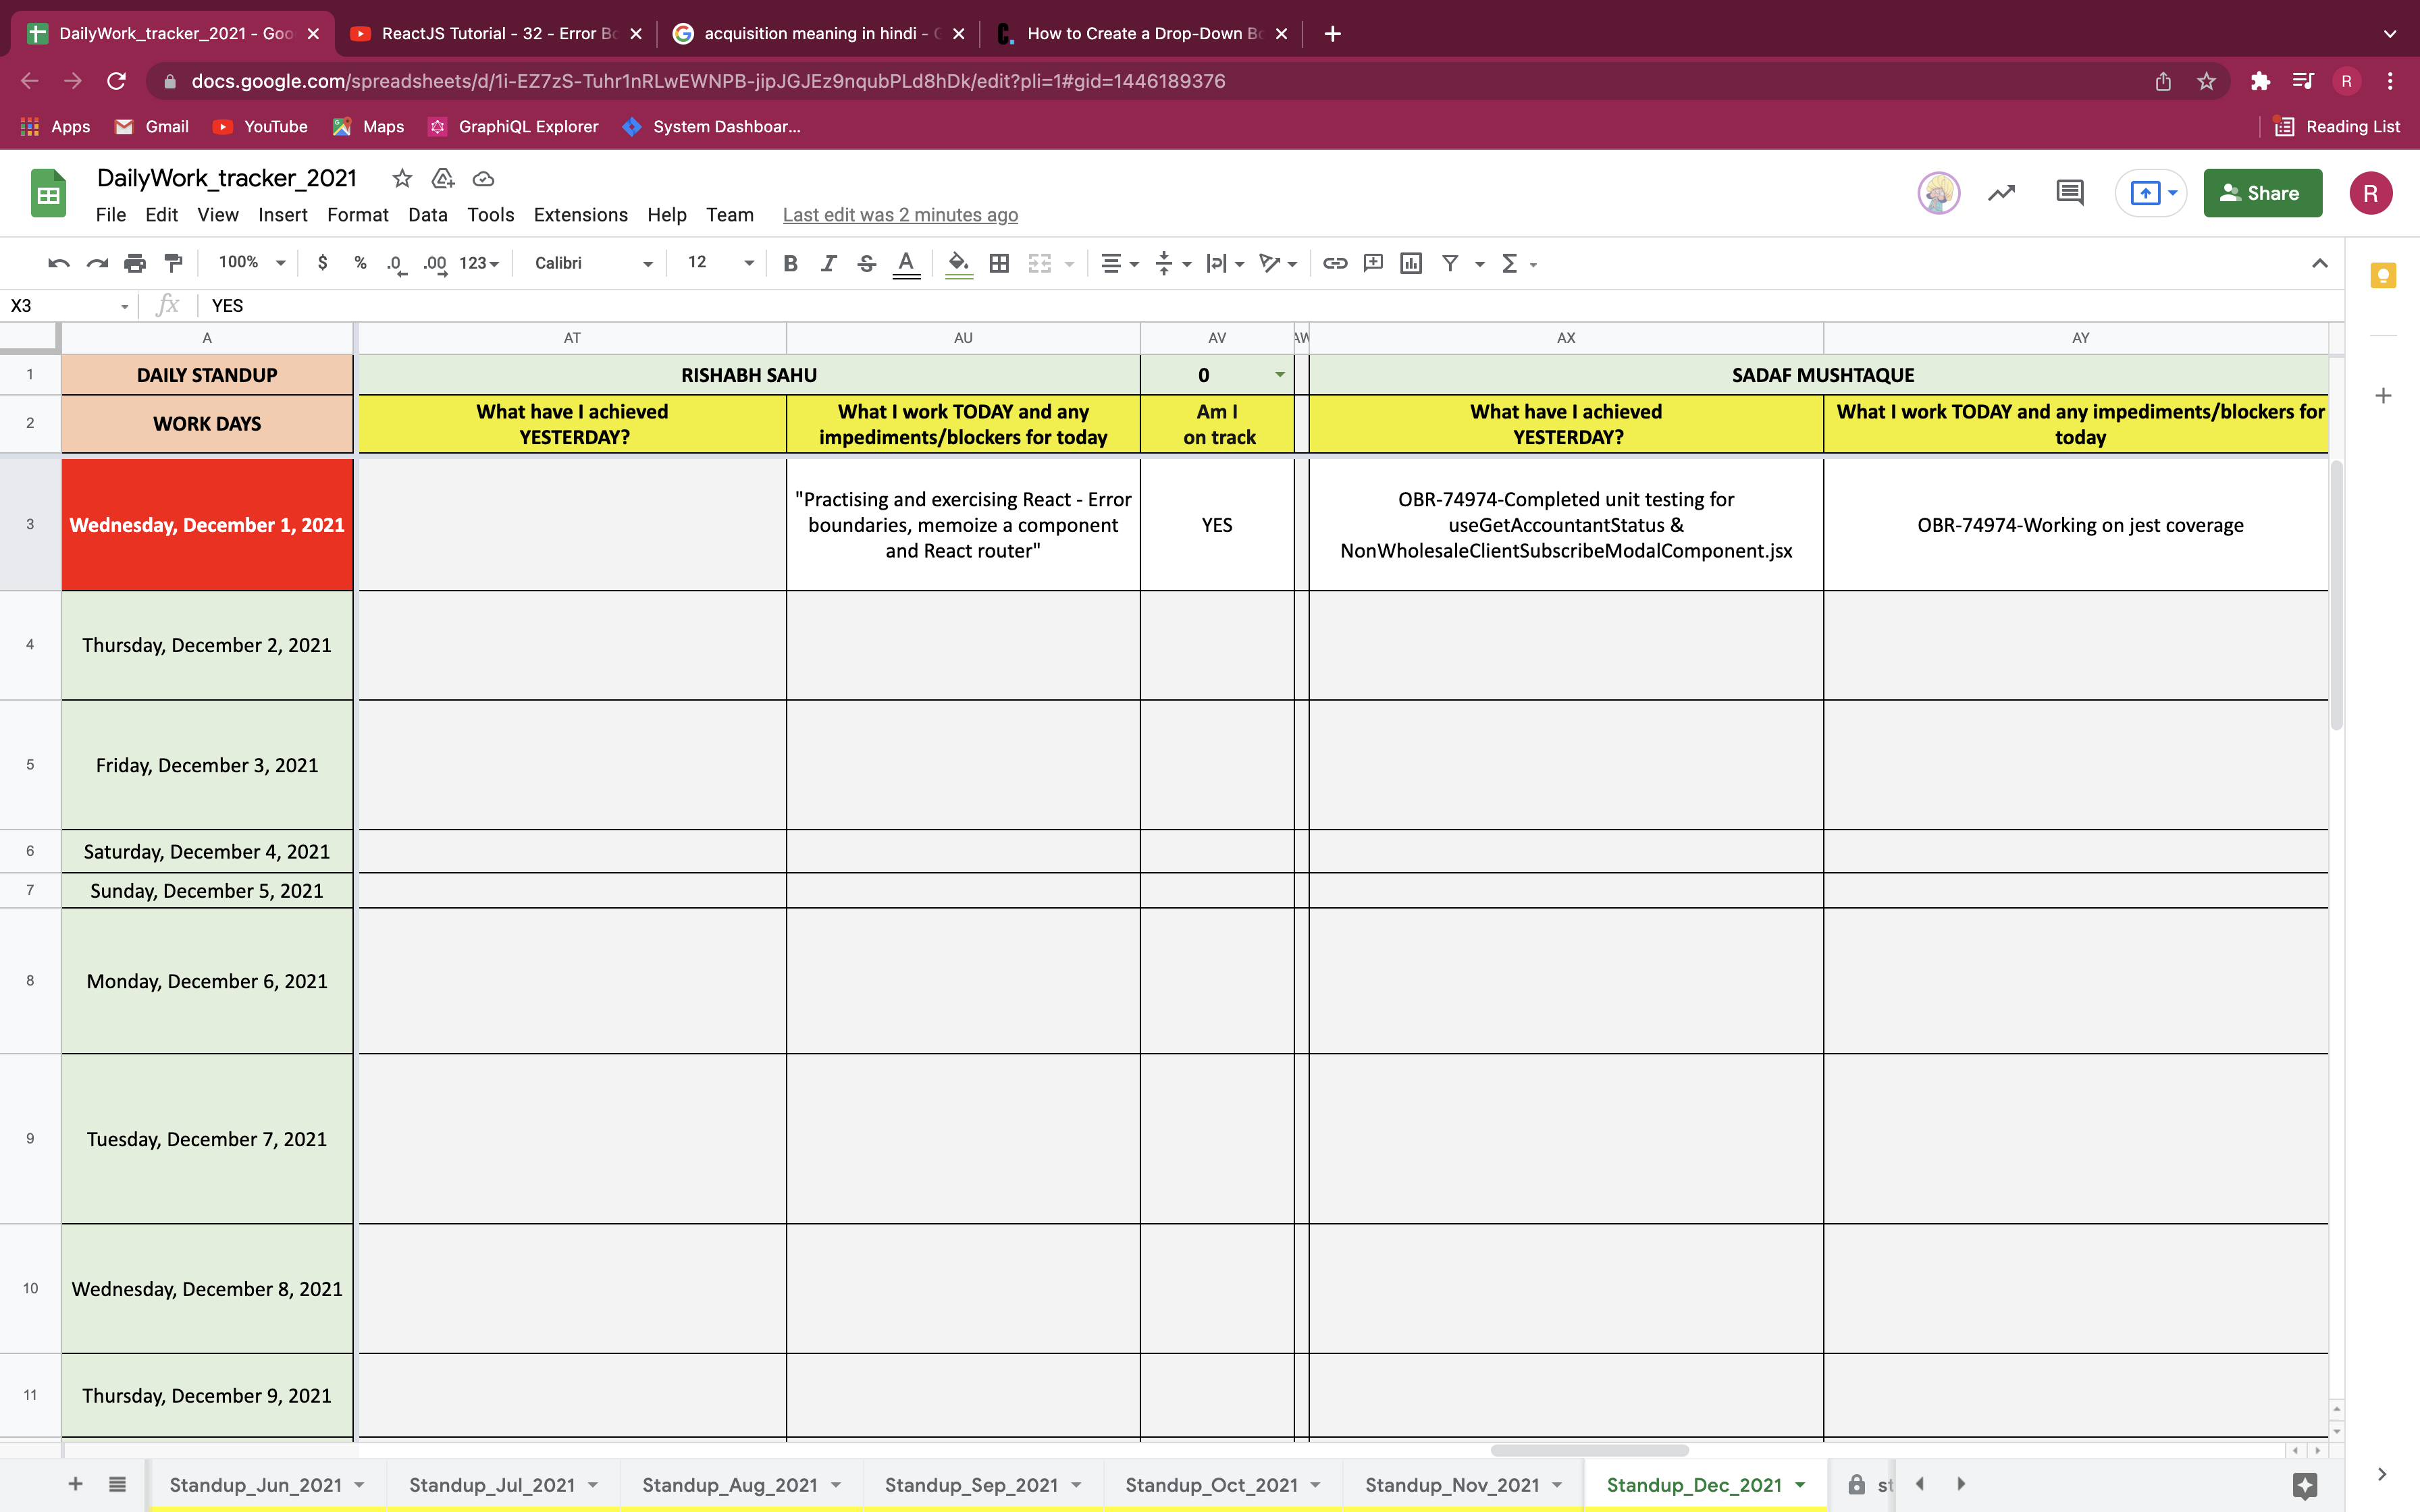 DailyWork_tracker_2021 - Goo
ReactJS Tutorial - 32 - Error Bo
acquisition meaning in hindi - G
How to Create a Drop-Down Bo
docs.google.com/spreadsheets/d/1i-EZ7zS-Tuhr1nRLwEWNPB-jipJGJEz9nqubPLd8hDk/edit?pli=1#gid=1446189376
R
Apps
Gmail
YouTube
Maps
GraphiQL Explorer
System Dashboar...
Reading List
DailyWork_tracker_2021
File Edit View Insert Format Data Tools Extensions Help Team Last edit was 2 minutes ago
Share
R
100% $ % .0 .00 123 Calibri 12 B I S A
X3 fx YES
A AT AU AV AW AX AY
1 DAILY STANDUP RISHABH SAHU 0 SADAF MUSHTAQUE
2 WORK DAYS
What have I achieved
YESTERDAY?
What I work TODAY and any
impediments/blockers for today
Am I
on track
What have I achieved
YESTERDAY?
What I work TODAY and any impediments/blockers for
today
3 Wednesday, December 1, 2021
"Practising and exercising React - Error
boundaries, memoize a component
and React router"
YES
OBR-74974-Completed unit testing for
useGetAccountantStatus &
NonWholesaleClientSubscribeModalComponent.jsx
OBR-74974-Working on jest coverage
4 Thursday, December 2, 2021
5 Friday, December 3, 2021
6 Saturday, December 4, 2021
7 Sunday, December 5, 2021
8 Monday, December 6, 2021
9 Tuesday, December 7, 2021
10 Wednesday, December 8, 2021
11 Thursday, December 9, 2021
Standup_Jun_2021 Standup_Jul_2021 Standup_Aug_2021 Standup_Sep_2021 Standup_Oct_2021 Standup_Nov_2021 Standup_Dec_2021 st